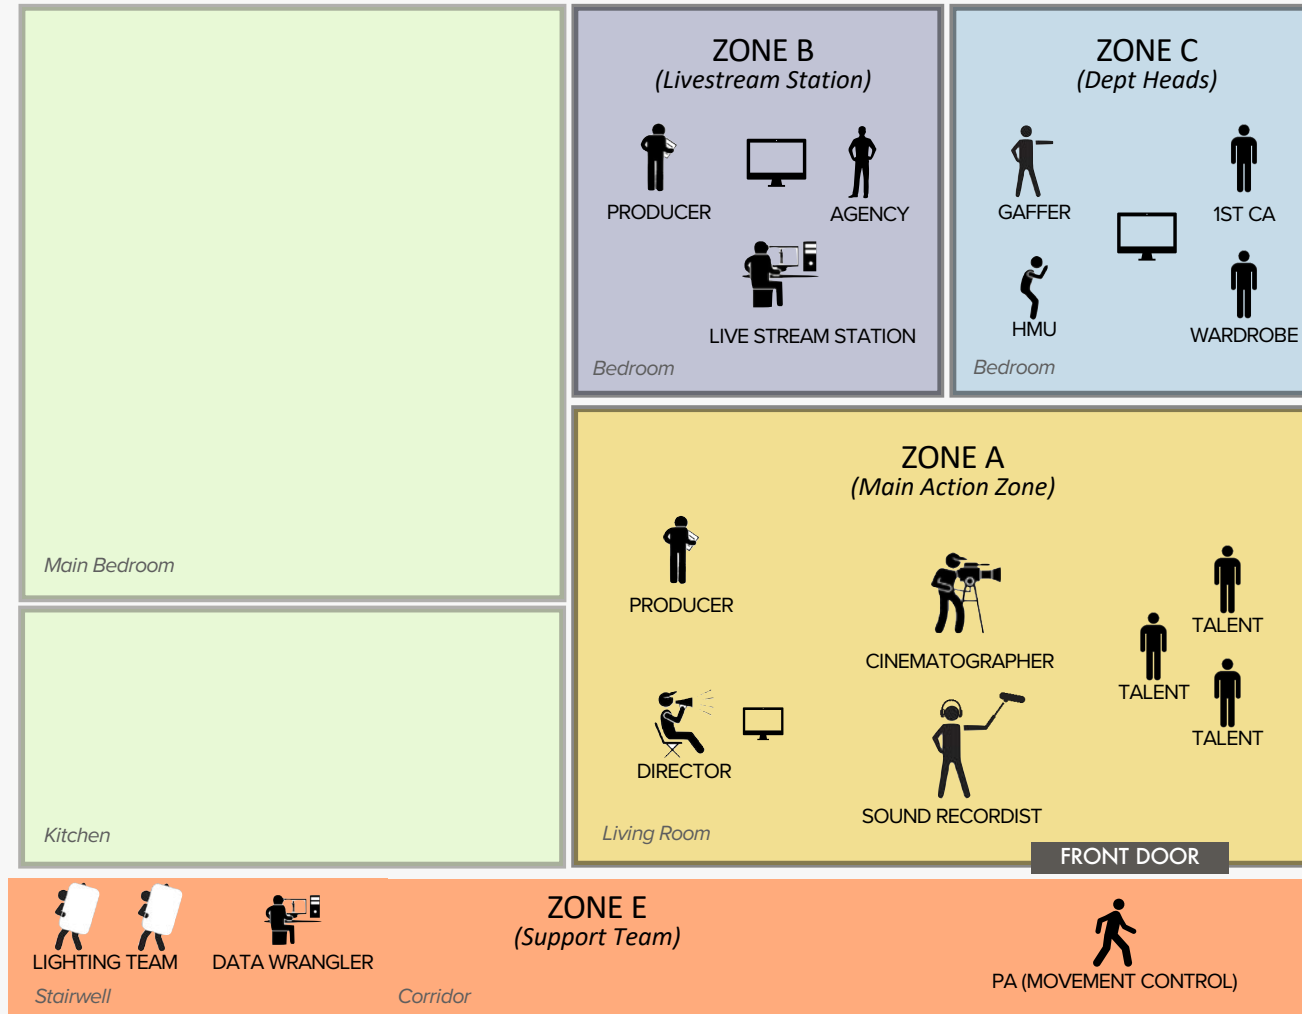 ZONE B
(Livestream Station)
PRODUCER
AGENCY
LIVE STREAM STATION
Bedroom
ZONE C
(Dept Heads)
GAFFER
1ST CA
HMU
WARDROBE
Bedroom
Main Bedroom
ZONE A
(Main Action Zone)
PRODUCER
CINEMATOGRAPHER
TALENT
TALENT
TALENT
DIRECTOR
SOUND RECORDIST
Living Room
Kitchen
FRONT DOOR
ZONE E
(Support Team)
LIGHTING TEAM
DATA WRANGLER
PA (MOVEMENT CONTROL)
Stairwell
Corridor